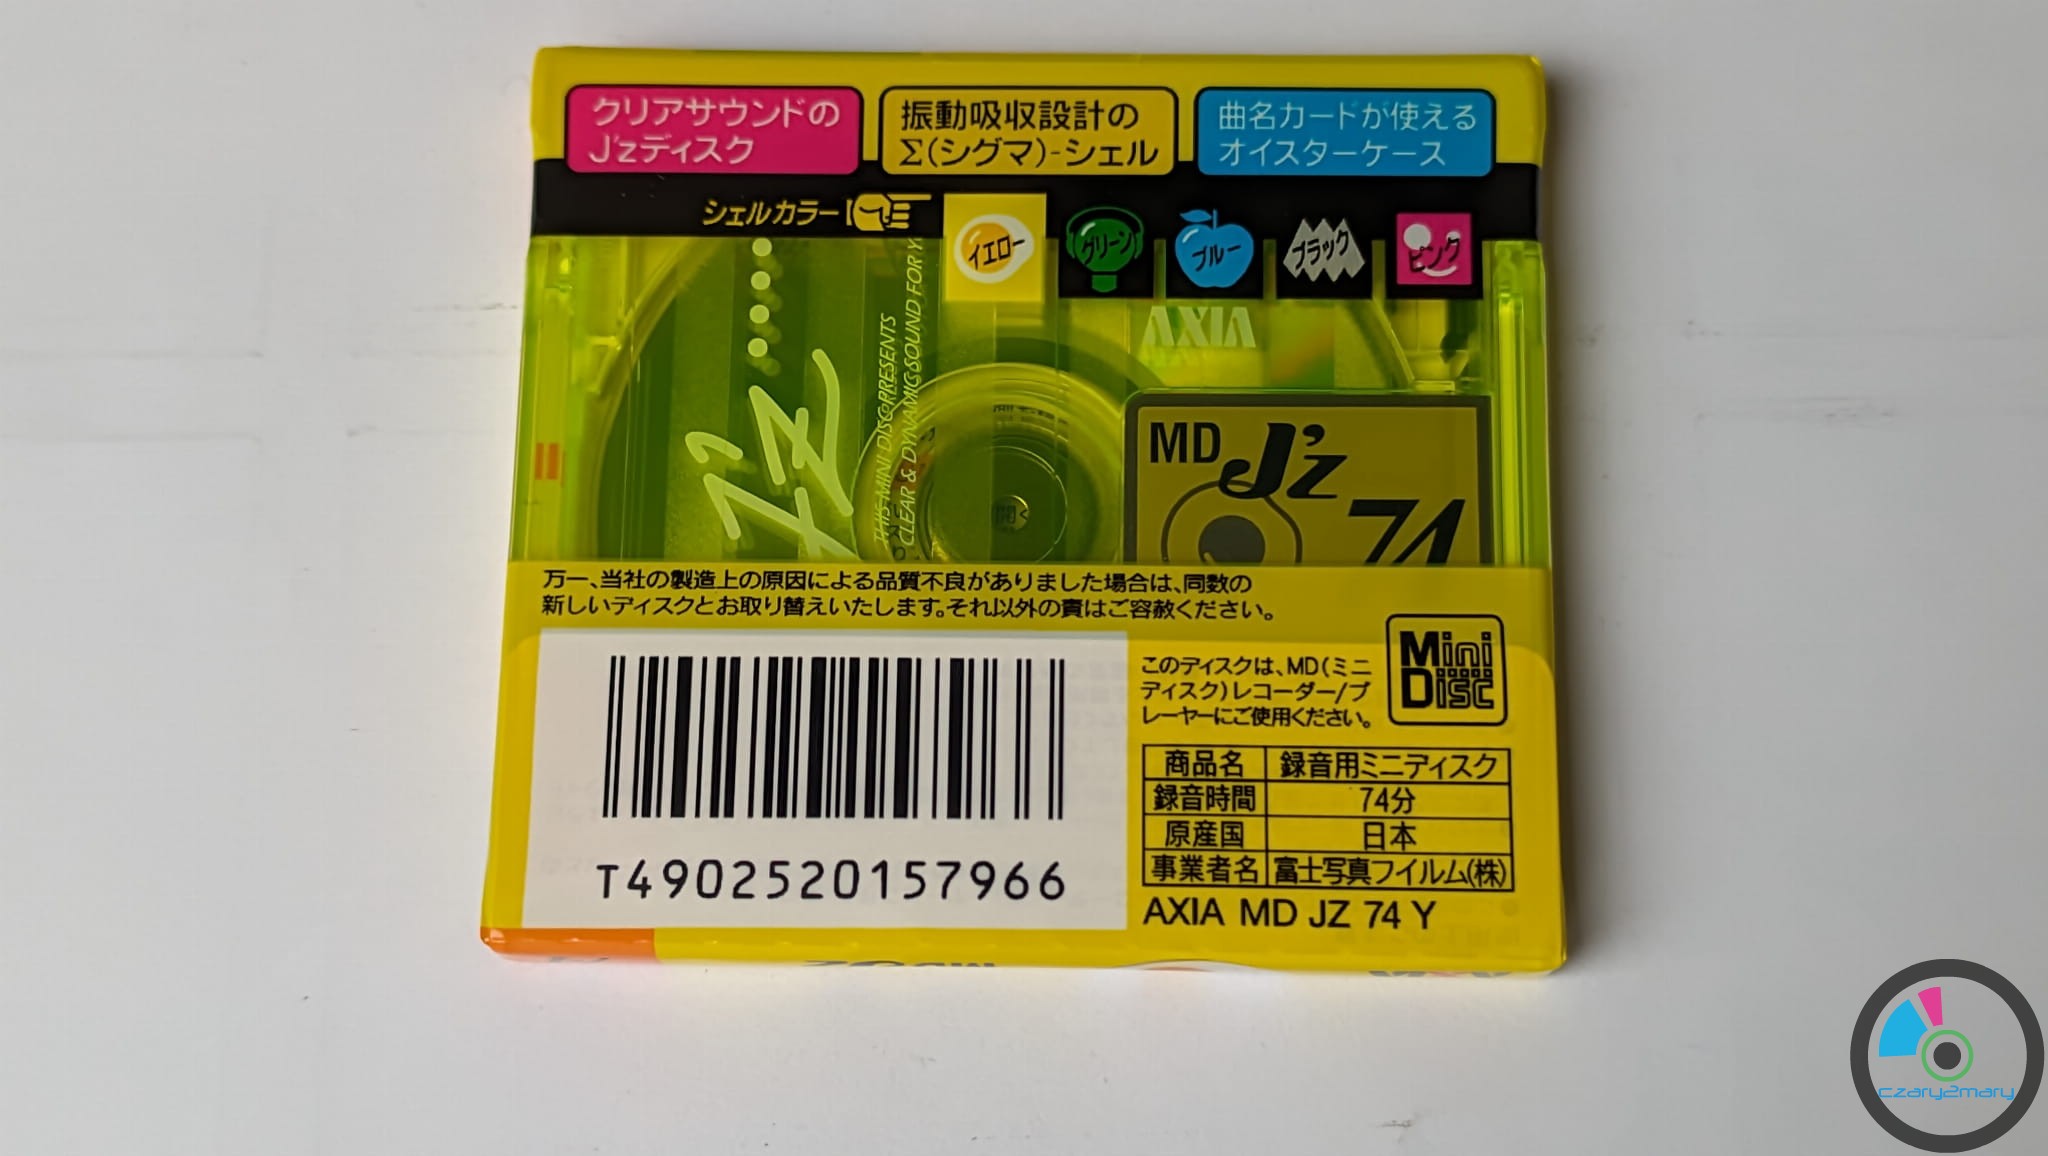 クリアサウンドの
J'zディスク
振動吸収設計の
Σ(シグマ)-シェル
曲名カードが使える
オイスターケース
シェルカラー
イエロー
グリーン
ブルー
ブラック
ピンク
AXIA
J'z
THIS MINI DISC PRESENTS
CLEAR & DYNAMIC SOUND FOR
MD J'z 74
開く
万一、当社の製造上の原因による品質不良がありました場合は、同数の
新しいディスクとお取り替えいたします。それ以外の責はご容赦ください。
このディスクは、MD(ミニ
ディスク)レコーダー/プ
レーヤーにご使用ください。
Mini
Disc
商品名 録音用ミニディスク
録音時間 74分
原産国 日本
事業者名 富士写真フイルム(株)
AXIA MD JZ 74 Y
T4902520157966
czary2mary